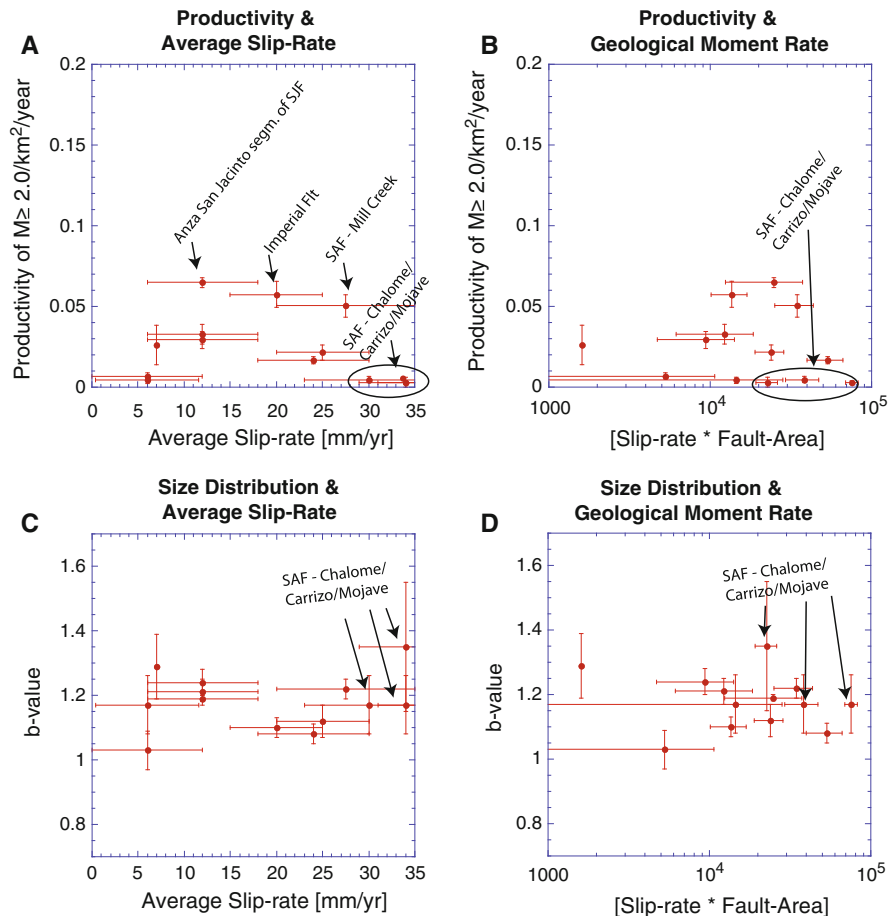 Productivity &
Average Slip-Rate
A
Productivity of M≥ 2.0/km²/year
0.2
0.15
0.1
0.05
0
Anza San Jacinto segm. of SJF
Imperial Flt
SAF - Mill Creek
SAF - Chalome/
Carrizo/Mojave
0 5 10 15 20 25 30 35
Average Slip-rate [mm/yr]
Productivity &
Geological Moment Rate
B
Productivity of M≥ 2.0/km²/year
0.2
0.15
0.1
0.05
0
SAF - Chalome/
Carrizo/Mojave
1000 10⁴ 10⁵
[Slip-rate * Fault-Area]
Size Distribution &
Average Slip-Rate
C
b-value
1.6
1.4
1.2
1
0.8
SAF - Chalome/
Carrizo/Mojave
0 5 10 15 20 25 30 35
Average Slip-rate [mm/yr]
Size Distribution &
Geological Moment Rate
D
b-value
1.6
1.4
1.2
1
0.8
SAF - Chalome/
Carrizo/Mojave
1000 10⁴ 10⁵
[Slip-rate * Fault-Area]